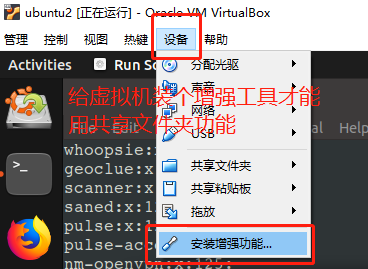 ubuntu2 [正在运行] - Oracle VM VirtualBox
管理 控制 视图 热键 设备 帮助
Activities Run So
分配光驱
声音
网络
USB
共享文件夹
共享粘贴板
拖放
安装增强功能...
给虚拟机装个增强工具才能
用共享文件夹功能
File Edit
Terminal
whoopsie:x
geoclue:x:
scanner:x:
saned:x:1
pulse:x:1
pulse-acce
nm-openvpn:x:125: